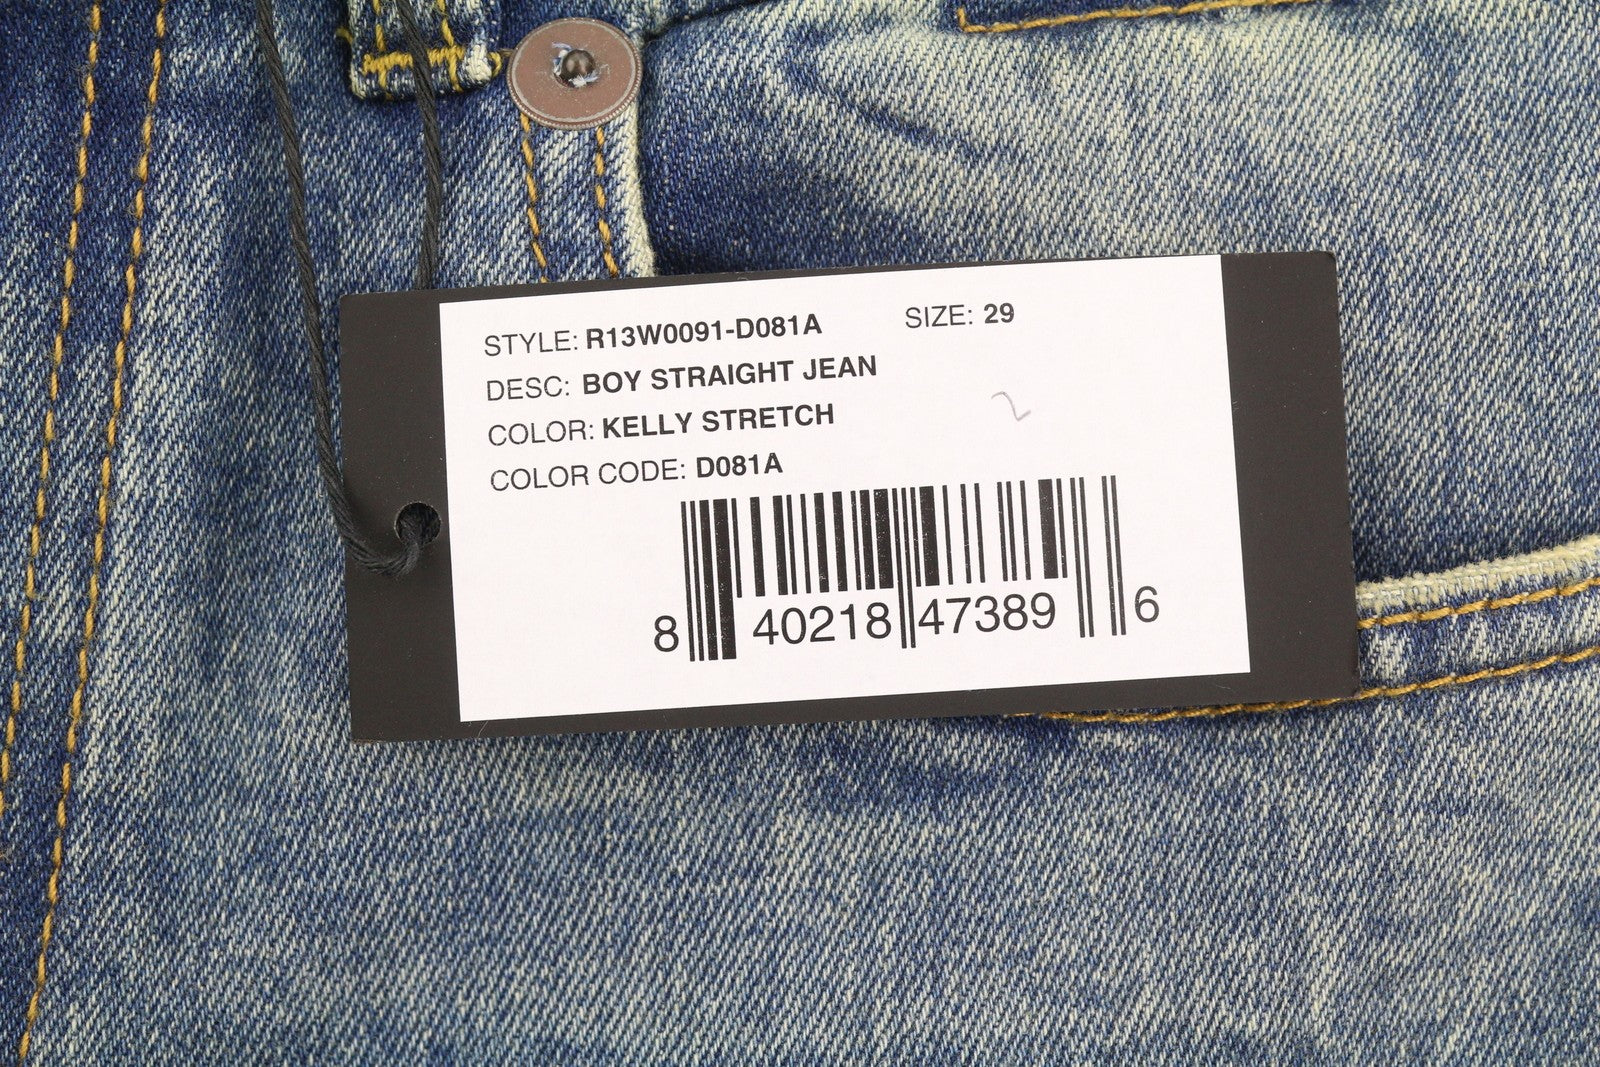 STYLE: R13W0091-D081A SIZE: 29
DESC: BOY STRAIGHT JEAN
COLOR: KELLY STRETCH
2
COLOR CODE: D081A
8 40218 47389 6